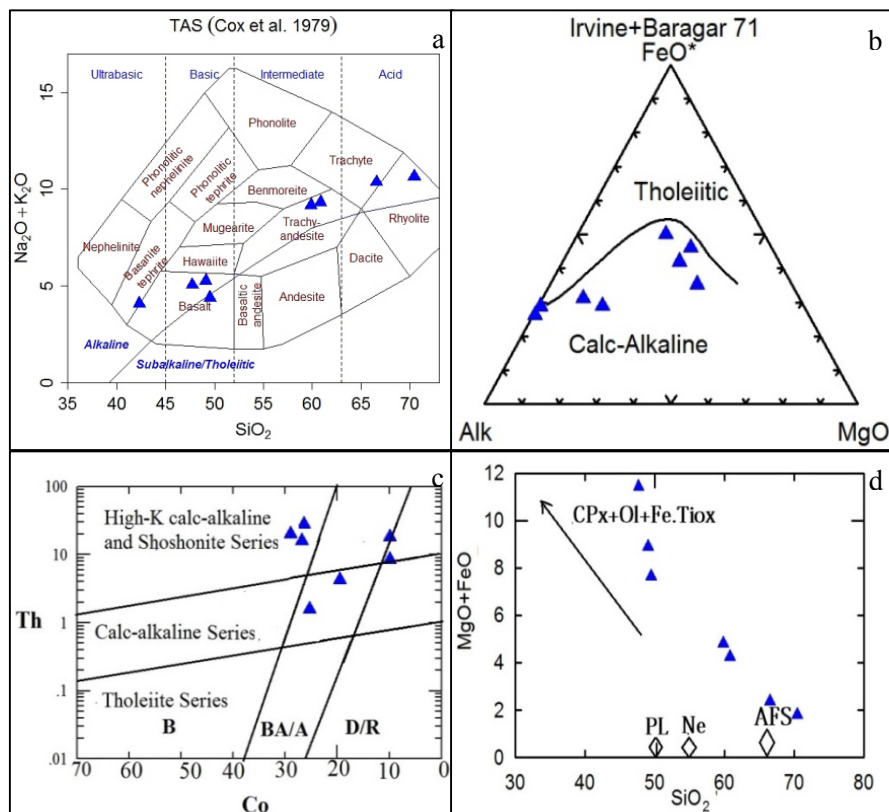 TAS (Cox et al. 1979)
a
Ultrabasic
Basic
Intermediate
Acid
Phonolite
Phonolitic
nephelinite
Phonolitic
tephrite
Trachyte
Benmoreite
Nephelinite
Basanite
tephrite
Mugearite
Trachy-
andesite
Rhyolite
Hawaiite
Dacite
Basalt
Basaltic
andesite
Andesite
Alkaline
Subalkaline/Tholeiitic
Na2O + K2O
0 5 10 15
35 40 45 50 55 60 65 70
SiO2
Irvine+Baragar 71
b
FeO*
Tholeiitic
Calc-Alkaline
Alk
MgO
c
100
10
1
.1
.01
High-K calc-alkaline
and Shoshonite Series
Th
Calc-alkaline Series
Tholeiite Series
B
BA/A
D/R
70 60 50 40 30 20 10 0
Co
d
12
10
8
6
4
2
0
MgO+FeO
CPx+Ol+Fe.Tiox
PL
Ne
AFS
30 40 50 60 70 80
SiO2